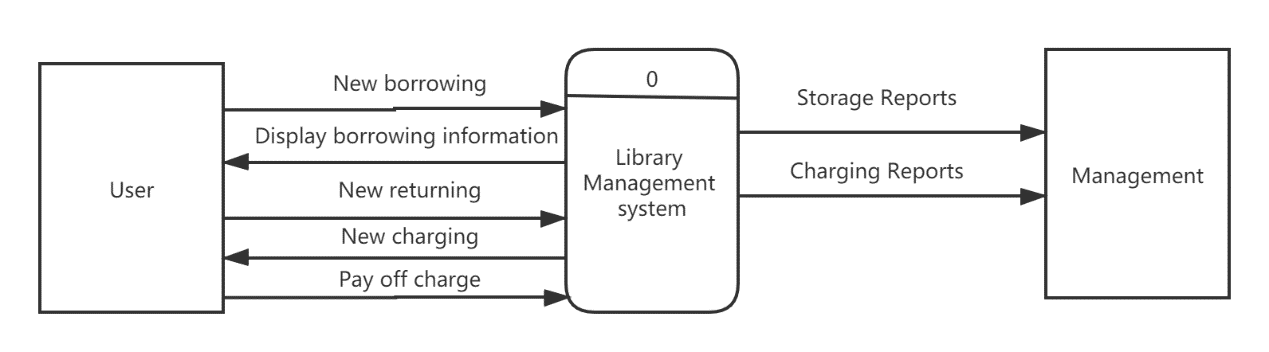 New borrowing
Display borrowing information
User
New returning
New charging
Pay off charge
0
Library
Management
system
Storage Reports
Charging Reports
Management